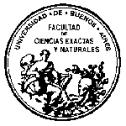 UNIVERSIDAD • DE • BUENOS • AIRES
FACULTAD
DE
CIENCIAS EXACTAS
Y NATURALES